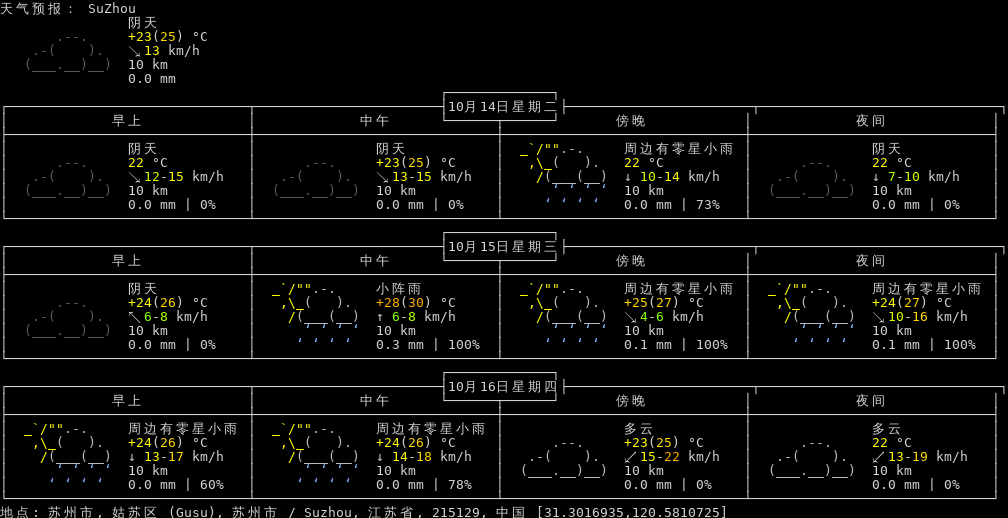 天气预报： SuZhou
阴天
+23(25) °C
↘ 13 km/h
10 km
0.0 mm
10月14日星期二
早上 中午 傍晚 夜间
阴天 阴天 周边有零星小雨 阴天
22 °C +23(25) °C 22 °C 22 °C
↘ 12-15 km/h ↘ 13-15 km/h ↓ 10-14 km/h ↓ 7-10 km/h
10 km 10 km 10 km 10 km
0.0 mm | 0% 0.0 mm | 0% 0.0 mm | 73% 0.0 mm | 0%
10月15日星期三
早上 中午 傍晚 夜间
阴天 小阵雨 周边有零星小雨 周边有零星小雨
+24(26) °C +28(30) °C +25(27) °C +24(27) °C
↖ 6-8 km/h ↑ 6-8 km/h ↘ 4-6 km/h ↘ 10-16 km/h
10 km 10 km 10 km 10 km
0.0 mm | 0% 0.3 mm | 100% 0.1 mm | 100% 0.1 mm | 100%
10月16日星期四
早上 中午 傍晚 夜间
周边有零星小雨 周边有零星小雨 多云 多云
+24(26) °C +24(26) °C +23(25) °C 22 °C
↓ 13-17 km/h ↓ 14-18 km/h ↙ 15-22 km/h ↙ 13-19 km/h
10 km 10 km 10 km 10 km
0.0 mm | 60% 0.0 mm | 78% 0.0 mm | 0% 0.0 mm | 0%
地点: 苏州市, 姑苏区 (Gusu), 苏州市 / Suzhou, 江苏省, 215129, 中国 [31.3016935,120.5810725]